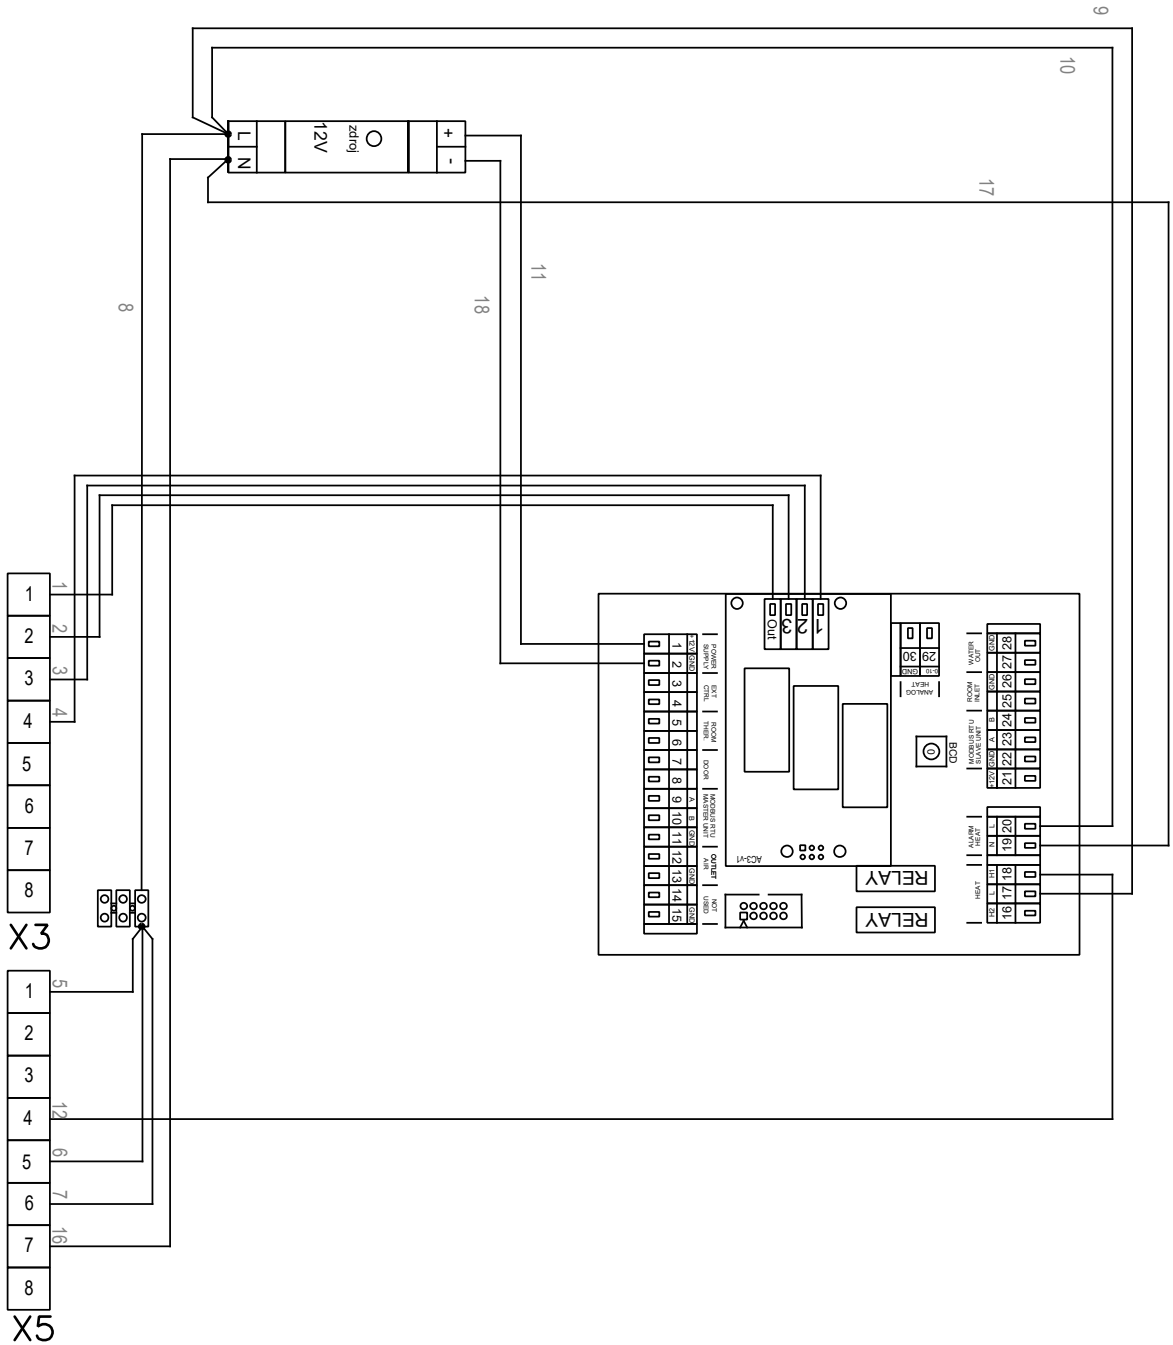 9
10
L
N
12V
zdroj
+
-
17
11
18
8
1
2
3
4
5
6
7
8
X3
1
2
3
4
1
2
3
4
5
6
7
8
X5
5
12
6
7
16
1
2
3
Out
AC3-v1
RELAY
RELAY
1 +12V
2 GND
3
4
5
6
7
8
9 A
10 B
11 GND
12
13 GND
14
15 GND
POWER
SUPPLY
EXT
CTRL
ROOM
THER.
DOOR
MODBUS RTU
MASTER UNIT
OUTLET
AIR
NOT
USED
30 29
GND 0-10
ANALOG
HEAT
BCD
0
GND 28
27
GND 26
25
B 24
A 23
GND 22
+12V 21
WATER
OUT
ROOM
INLET
MODBUS RTU
SLAVE UNIT
L 20
N 19
H1 18
L 17
H2 16
ALARM
HEAT
HEAT